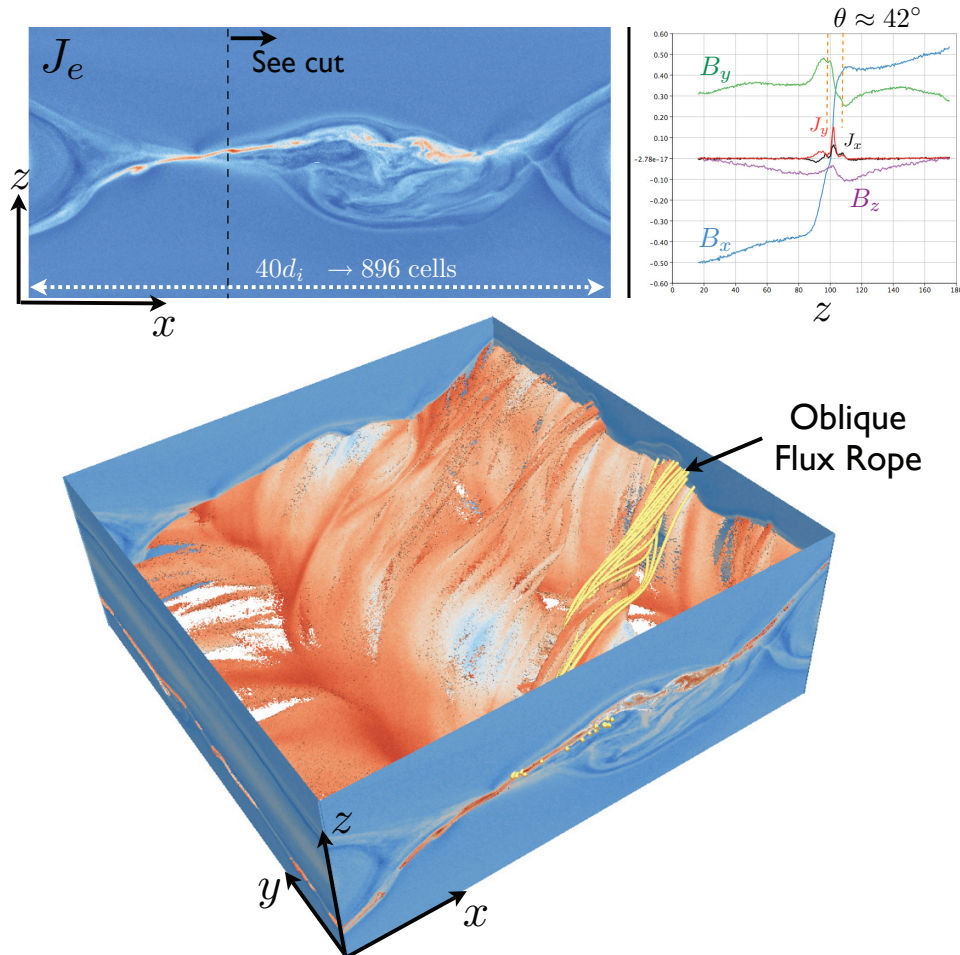 J_e
See cut
z
40d_i → 896 cells
x
θ ≈ 42°
0.60
0.50
0.40
0.30
0.20
0.10
-2.78e-17
-0.10
-0.20
-0.30
-0.40
-0.50
-0.60
B_y
J_y
J_x
B_z
B_x
0 20 40 60 80 100 120 140 160 180
z
Oblique
Flux Rope
z
y
x